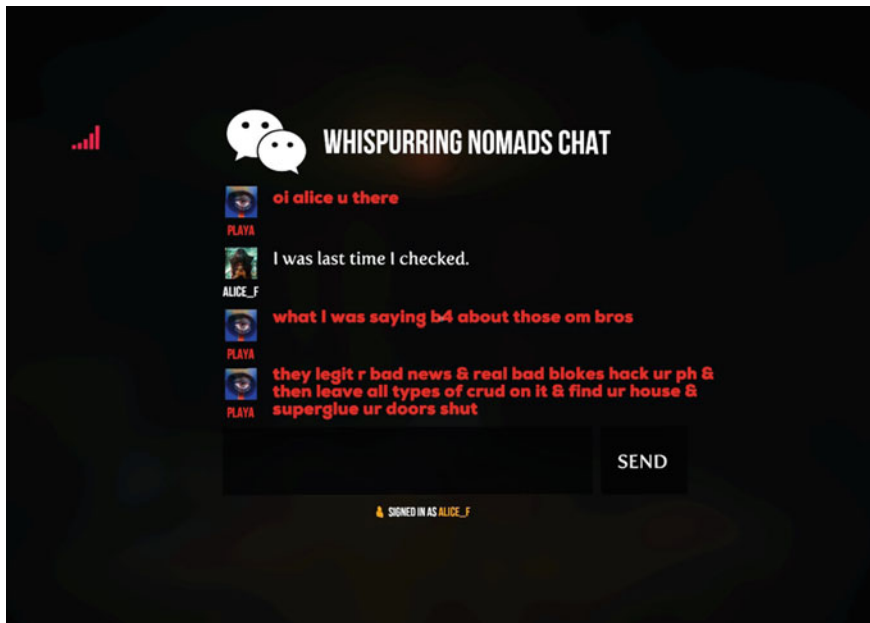 WHISPURRING NOMADS CHAT
oi alice u there
PLAYA
I was last time I checked.
ALICE_F
what I was saying b4 about those om bros
PLAYA
they legit r bad news & real bad blokes hack ur ph &
then leave all types of crud on it & find ur house &
superglue ur doors shut
PLAYA
SEND
SIGNED IN AS ALICE_F